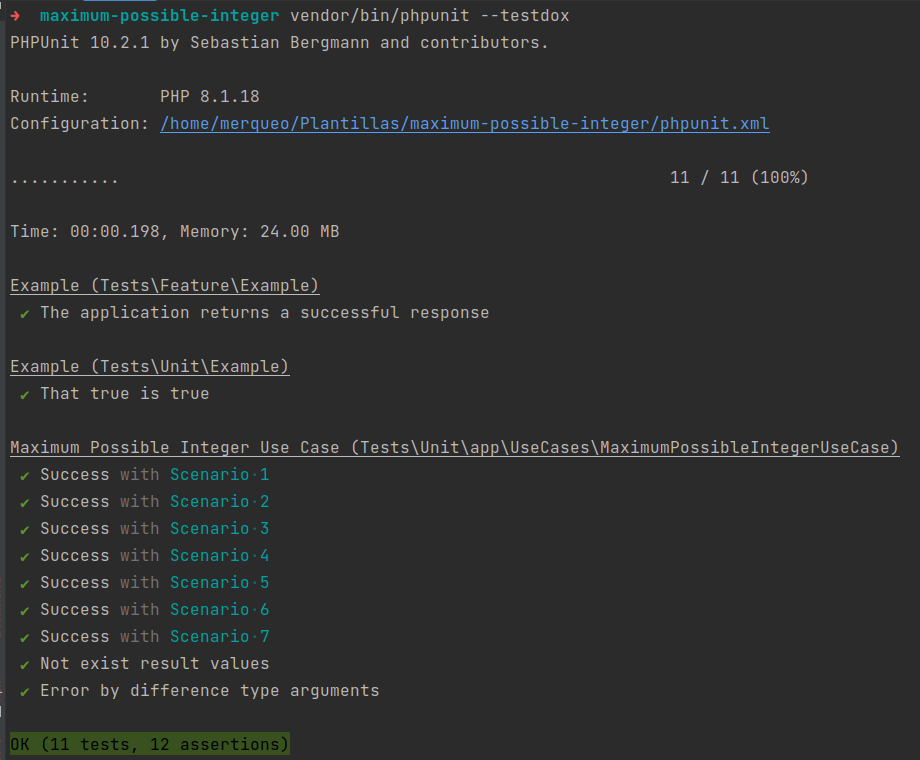 ➜ maximum-possible-integer vendor/bin/phpunit --testdox
PHPUnit 10.2.1 by Sebastian Bergmann and contributors.
Runtime: PHP 8.1.18
Configuration: /home/merqueo/Plantillas/maximum-possible-integer/phpunit.xml
........... 11 / 11 (100%)
Time: 00:00.198, Memory: 24.00 MB
Example (Tests\Feature\Example)
✔ The application returns a successful response
Example (Tests\Unit\Example)
✔ That true is true
Maximum Possible Integer Use Case (Tests\Unit\app\UseCases\MaximumPossibleIntegerUseCase)
✔ Success with Scenario·1
✔ Success with Scenario·2
✔ Success with Scenario·3
✔ Success with Scenario·4
✔ Success with Scenario·5
✔ Success with Scenario·6
✔ Success with Scenario·7
✔ Not exist result values
✔ Error by difference type arguments
OK (11 tests, 12 assertions)